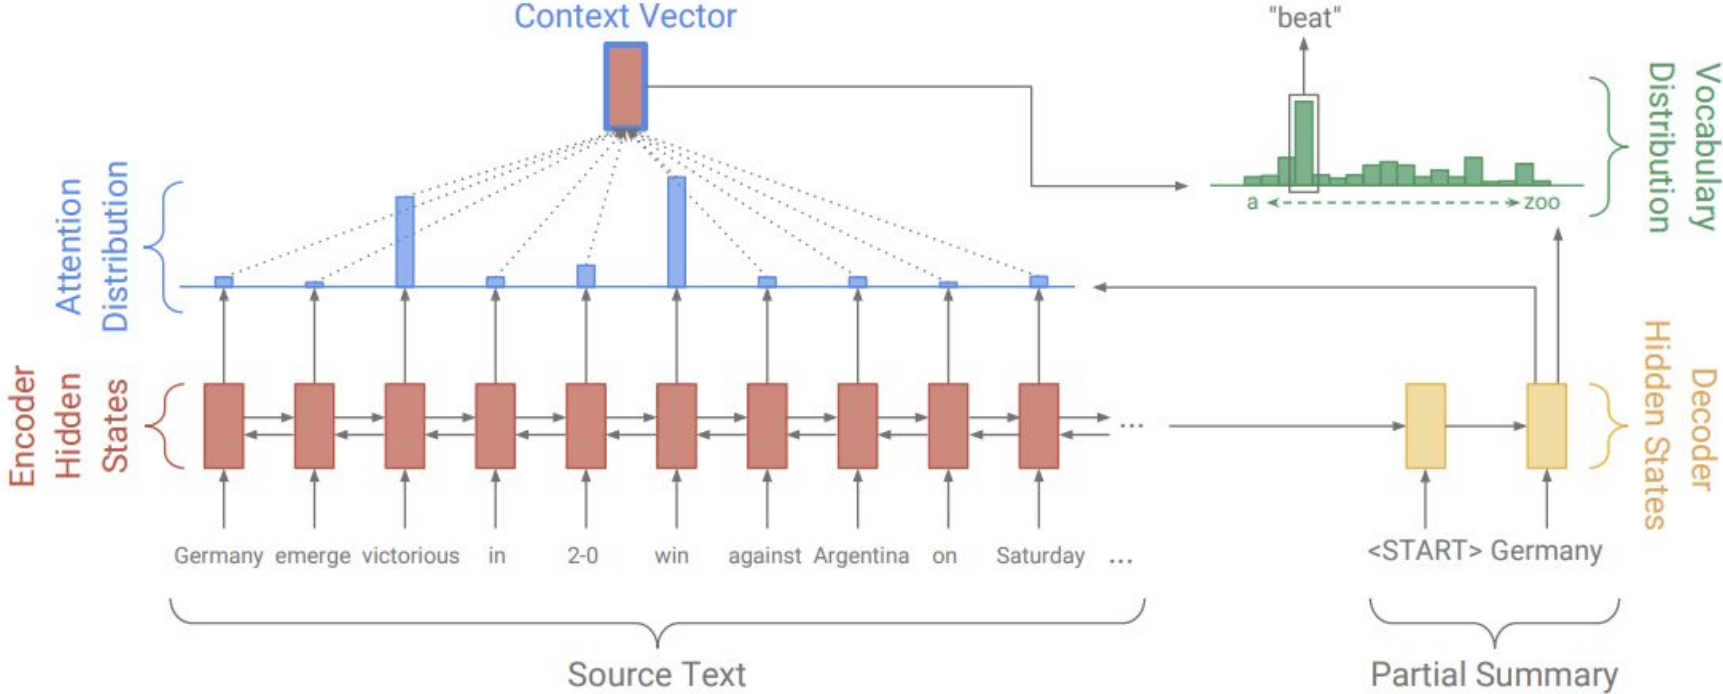 Context Vector
"beat"
Attention
Distribution
a
zoo
Vocabulary
Distribution
Encoder
Hidden
States
...
Decoder
Hidden States
Germany emerge victorious in 2-0 win against Argentina on Saturday ...
<START> Germany
Source Text
Partial Summary